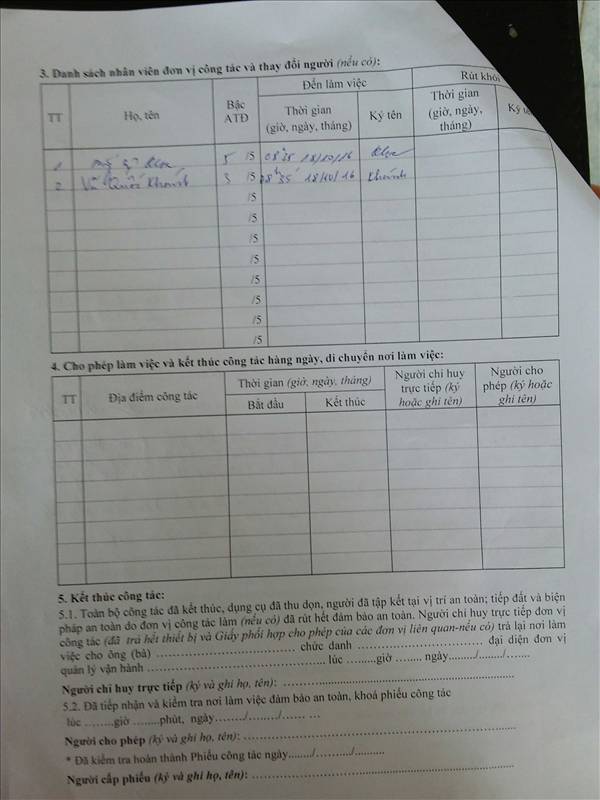 3. Danh sách nhân viên đơn vị công tác và thay đổi người (nếu có):
TT Họ, tên Bậc ATĐ Đến làm việc Rút khỏi
Thời gian (giờ, ngày, tháng) Ký tên Thời gian (giờ, ngày, tháng) Ký
1 Khoa 5 /5 08h35 18/10/16 Khoa
2 Vũ Quốc Khánh 3 /5 08h35 18/10/16 Khánh
/5
/5
/5
/5
/5
/5
/5
/5
4. Cho phép làm việc và kết thúc công tác hàng ngày, di chuyển nơi làm việc:
TT Địa điểm công tác Thời gian (giờ, ngày, tháng) Người chỉ huy trực tiếp (ký hoặc ghi tên) Người cho phép (ký hoặc ghi tên)
Bắt đầu Kết thúc
5. Kết thúc công tác:
5.1. Toàn bộ công tác đã kết thúc, dụng cụ đã thu dọn, người đã tập kết tại vị trí an toàn; tiếp đất và biện
pháp an toàn do đơn vị công tác làm (nếu có) đã rút hết đảm bảo an toàn. Người chỉ huy trực tiếp đơn vị
công tác (đã trả hết thiết bị và Giấy phối hợp cho phép của các đơn vị liên quan-nếu có) trả lại nơi làm
việc cho ông (bà) ........................ chức danh ........................ đại diện đơn vị
quản lý vận hành ........................ lúc ........giờ ........ ngày......../......../........
Người chỉ huy trực tiếp (ký và ghi họ, tên): ........................
5.2. Đã tiếp nhận và kiểm tra nơi làm việc đảm bảo an toàn, khoá phiếu công tác
lúc ........giờ ........phút, ngày......../......../........
Người cho phép (ký và ghi họ, tên): ........................
* Đã kiểm tra hoàn thành Phiếu công tác ngày......../......../........
Người cấp phiếu (ký và ghi họ, tên): ........................